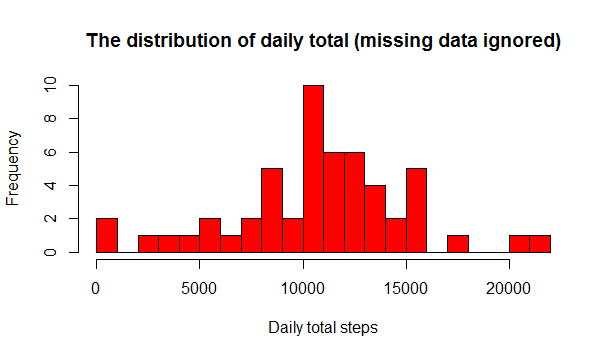 The distribution of daily total (missing data ignored)
Frequency
10
8
6
4
2
0
0 5000 10000 15000 20000
Daily total steps